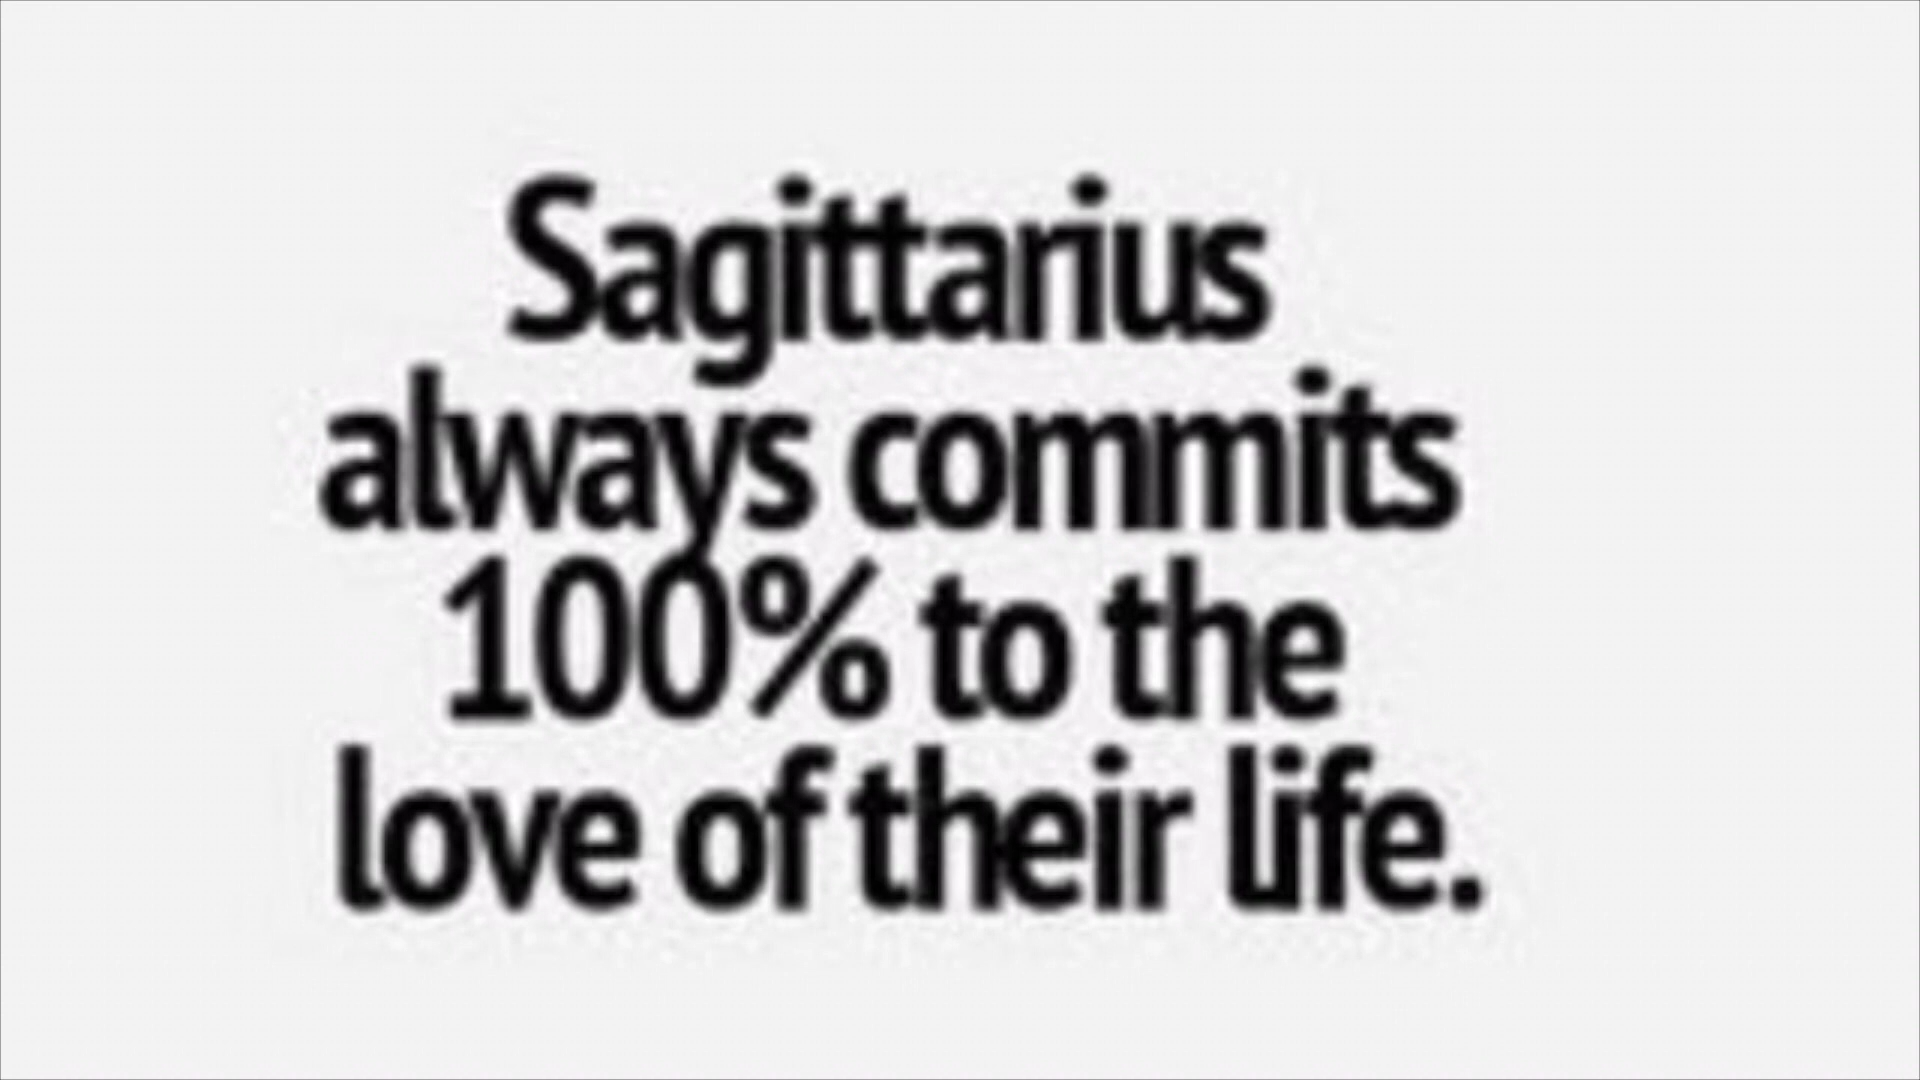 Sagittarius
always commits
100% to the
love of their life.